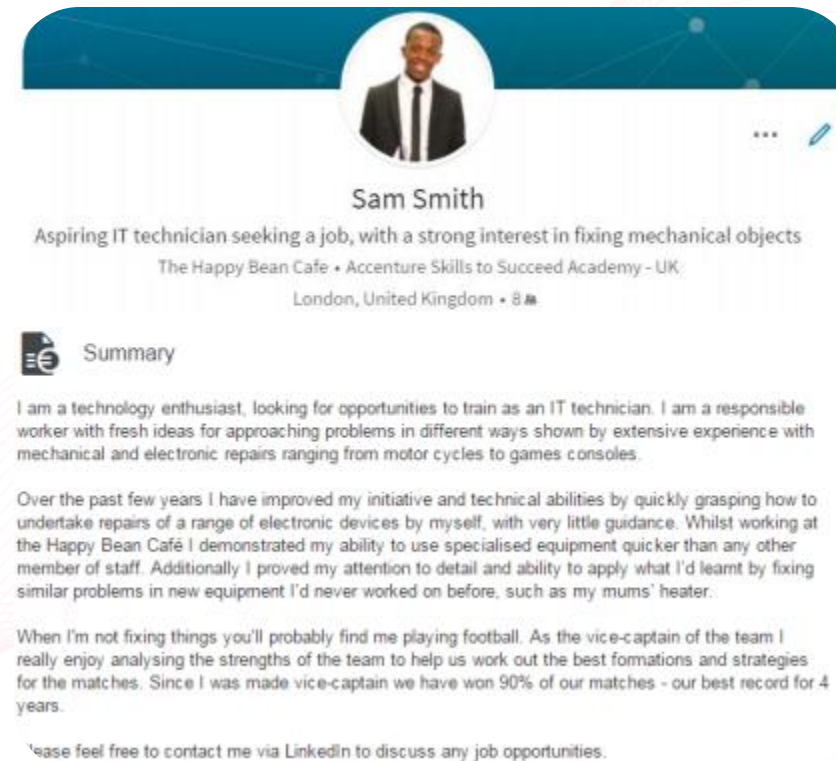 Sam Smith
Aspiring IT technician seeking a job, with a strong interest in fixing mechanical objects
The Happy Bean Cafe • Accenture Skills to Succeed Academy - UK
London, United Kingdom • 8
Summary
I am a technology enthusiast, looking for opportunities to train as an IT technician. I am a responsible
worker with fresh ideas for approaching problems in different ways shown by extensive experience with
mechanical and electronic repairs ranging from motor cycles to games consoles.
Over the past few years I have improved my initiative and technical abilities by quickly grasping how to
undertake repairs of a range of electronic devices by myself, with very little guidance. Whilst working at
the Happy Bean Café I demonstrated my ability to use specialised equipment quicker than any other
member of staff. Additionally I proved my attention to detail and ability to apply what I'd learnt by fixing
similar problems in new equipment I'd never worked on before, such as my mums' heater.
When I'm not fixing things you'll probably find me playing football. As the vice-captain of the team I
really enjoy analysing the strengths of the team to help us work out the best formations and strategies
for the matches. Since I was made vice-captain we have won 90% of our matches - our best record for 4
years.
lease feel free to contact me via LinkedIn to discuss any job opportunities.